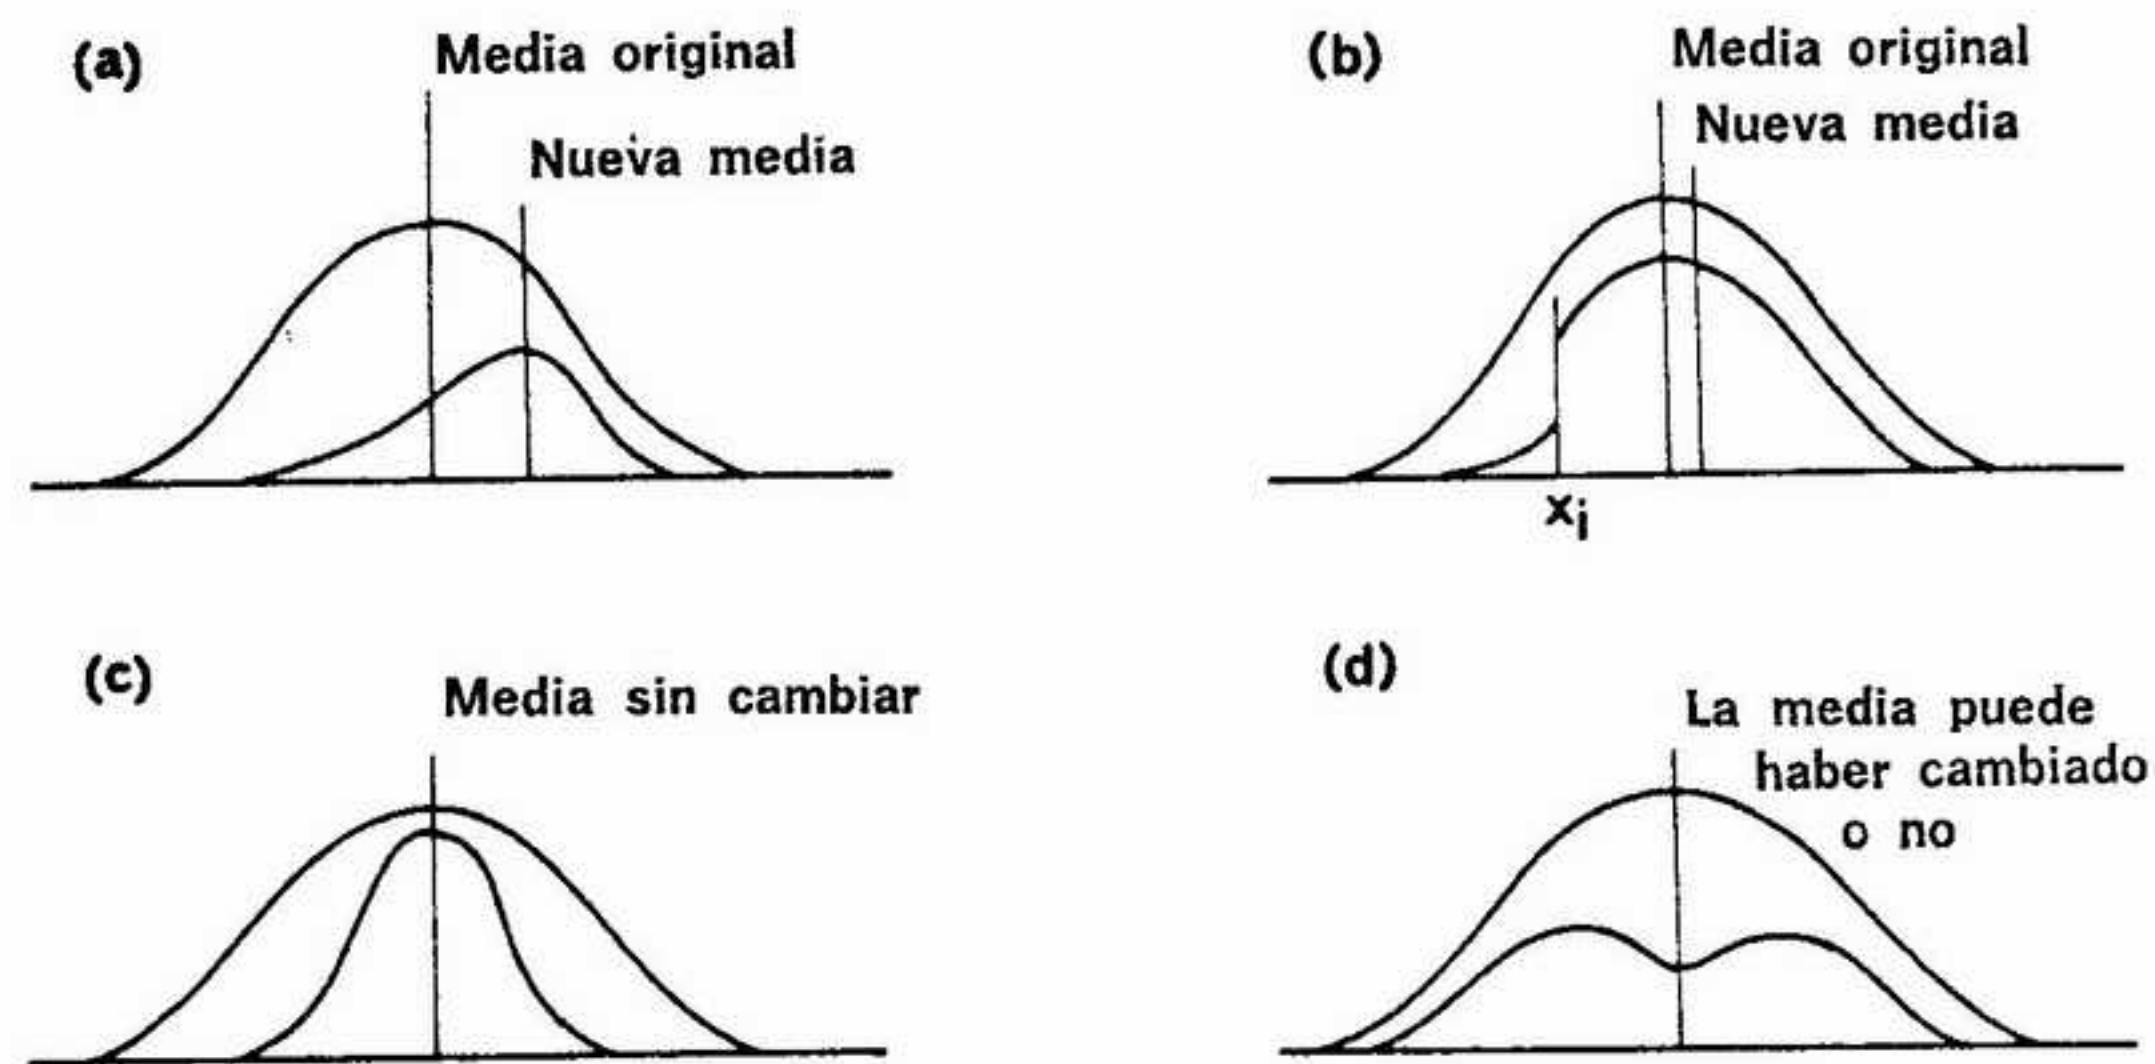 (a)
Media original
Nueva media
(b)
Media original
Nueva media
xi
(c)
Media sin cambiar
(d)
La media puede
haber cambiado
o no